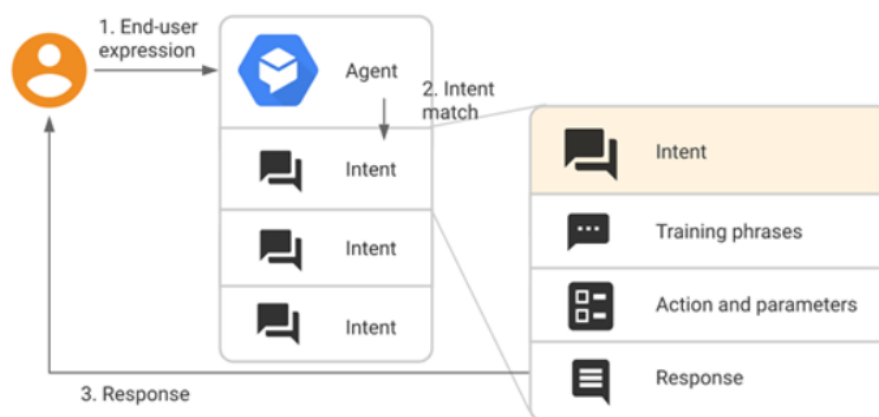 1. End-user
expression
Agent
2. Intent
match
Intent
Intent
Intent
Intent
Training phrases
Action and parameters
Response
3. Response